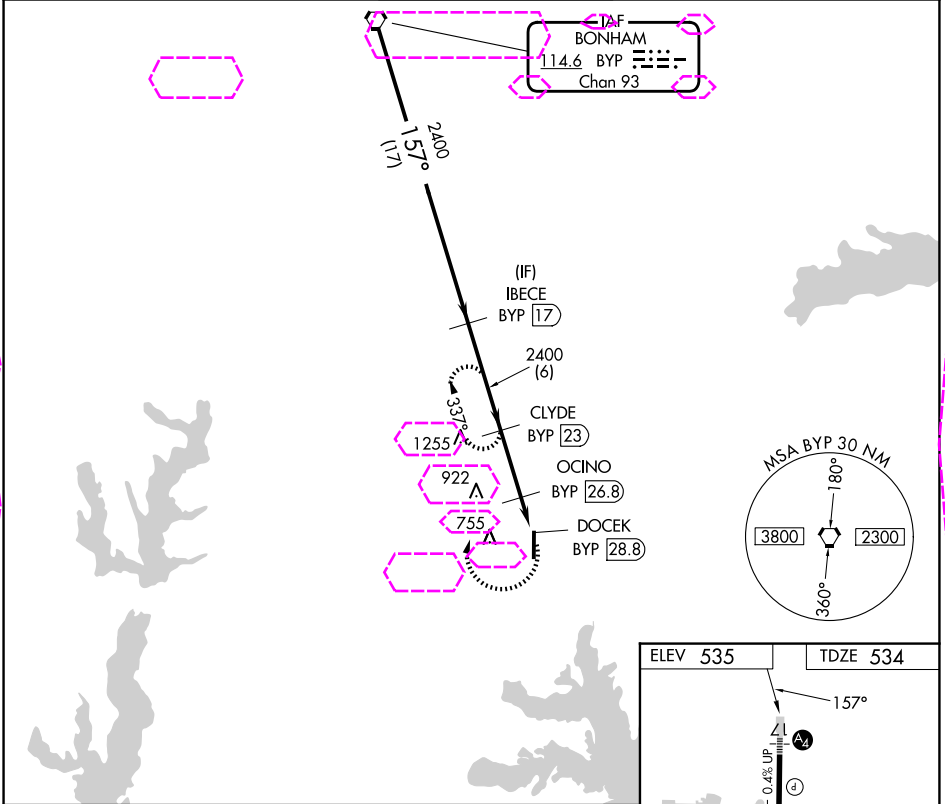 IAF
BONHAM
114.6 BYP
Chan 93
2400
157°
(17)
(IF)
IBECE
BYP 17
2400
(6)
337°
CLYDE
BYP 23
1255
OCINO
BYP 26.8
922
755
DOCEK
BYP 28.8
MSA BYP 30 NM
180°
3800
2300
360°
ELEV 535
TDZE 534
157°
17
A4
0.4% UP
P